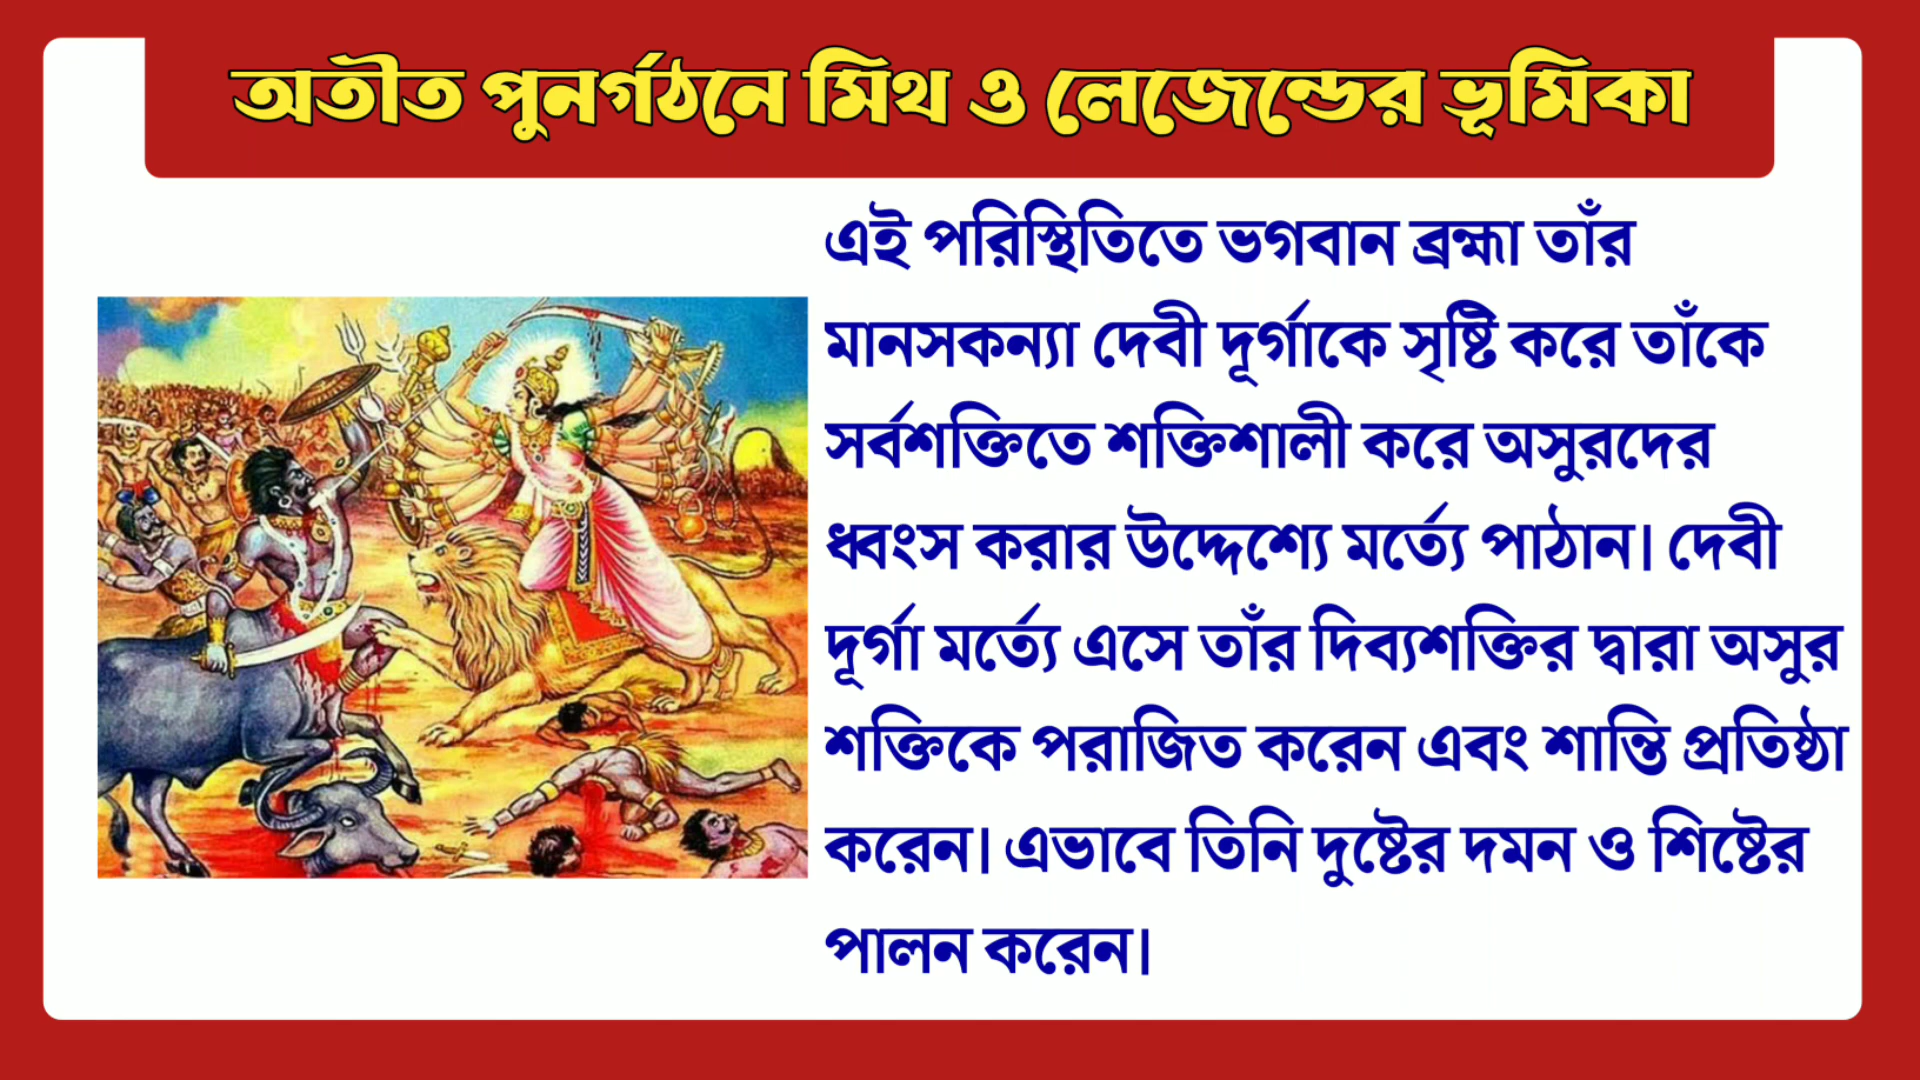 অতীত পুনর্গঠনে মিথ ও লেজেন্ডের ভূমিকা
এই পরিস্থিতিতে ভগবান ব্রহ্মা তাঁর
মানসকন্যা দেবী দূর্গাকে সৃষ্টি করে তাঁকে
সর্বশক্তিতে শক্তিশালী করে অসুরদের
ধ্বংস করার উদ্দেশ্যে মর্ত্যে পাঠান। দেবী
দূর্গা মর্ত্যে এসে তাঁর দিব্যশক্তির দ্বারা অসুর
শক্তিকে পরাজিত করেন এবং শান্তি প্রতিষ্ঠা
করেন। এভাবে তিনি দুষ্টের দমন ও শিষ্টের
পালন করেন।